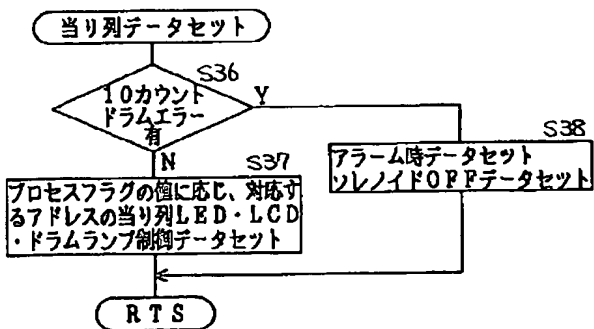 当り列データセット
S36
10カウント
ドラムエラー
有
Y
N
S37
プロセスフラグの値に応じ、対応す
るアドレスの当り列LED・LCD
・ドラムランプ制御データセット
S38
アラーム時データセット
ソレノイドOFFデータセット
RTS